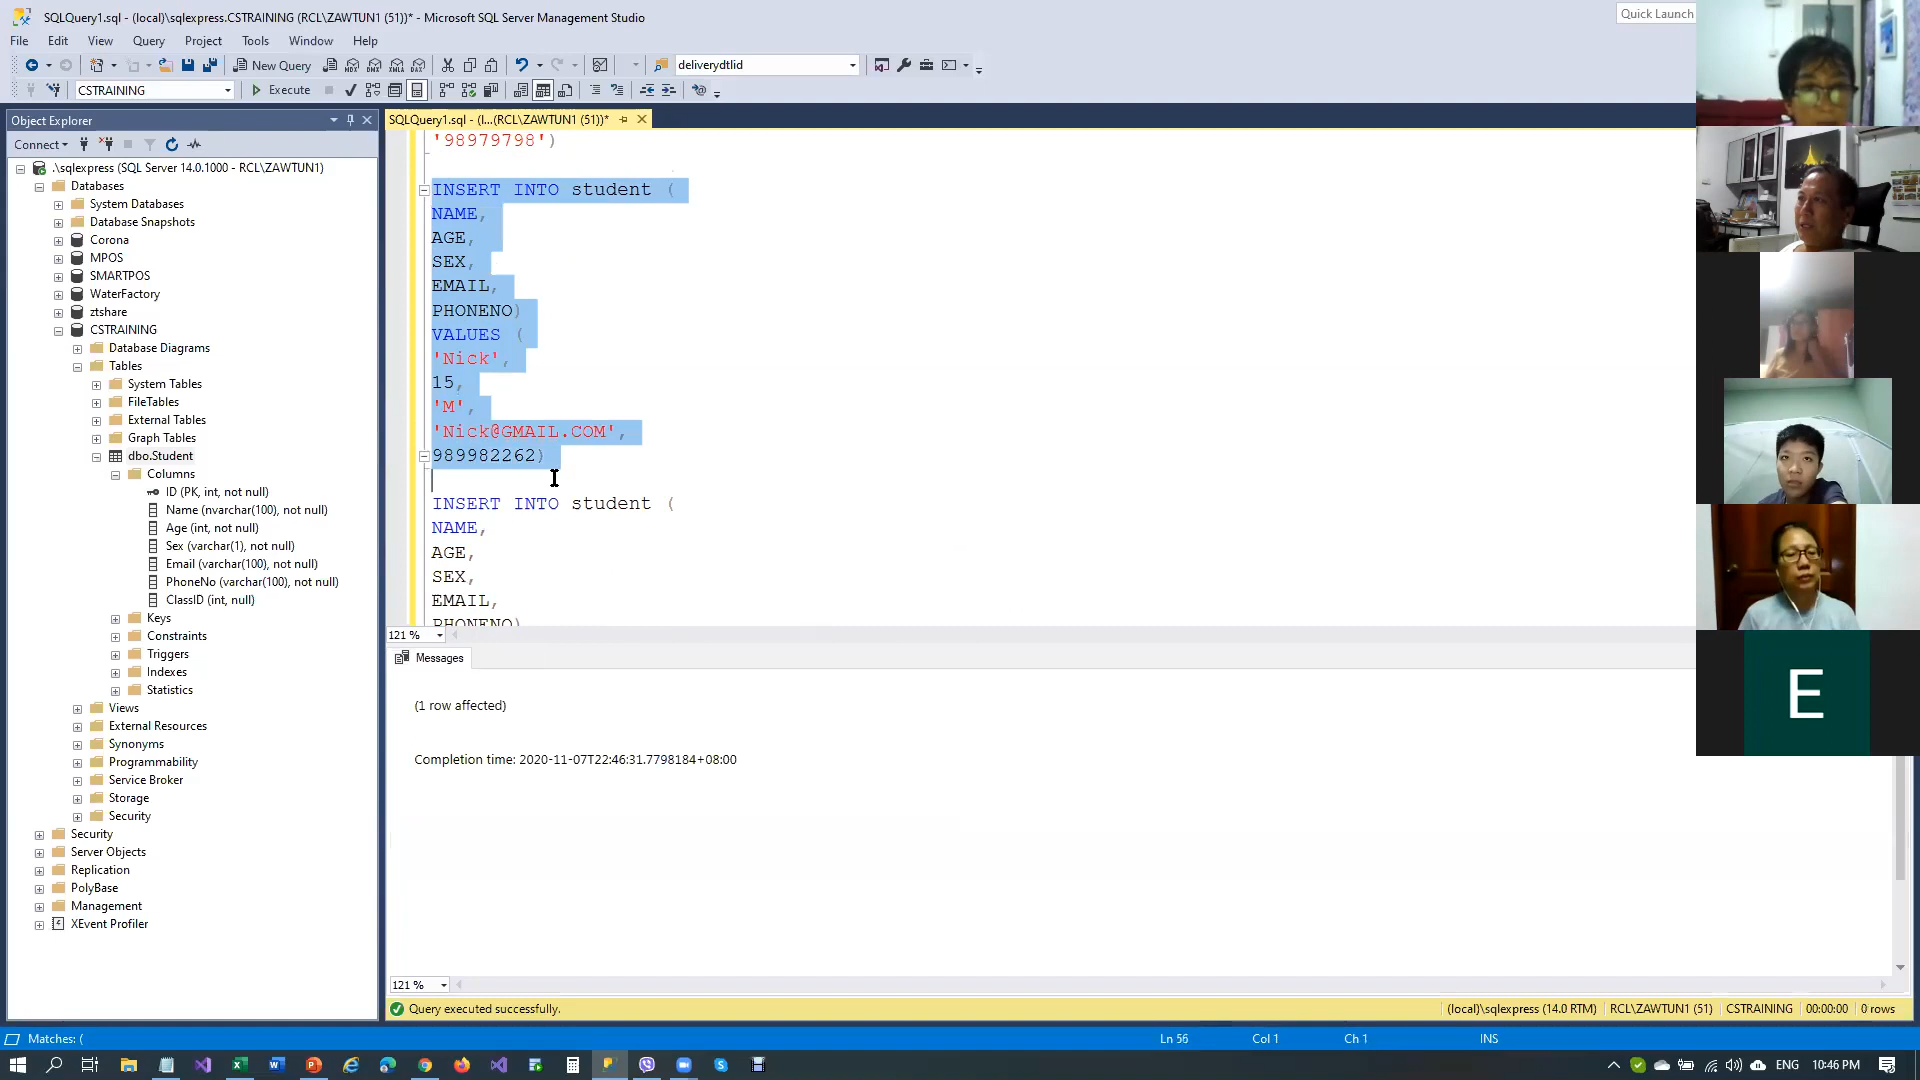 SQLQuery1.sql - (local)\sqlexpress.CSTRAINING (RCL\ZAWTUN1 (51))* - Microsoft SQL Server Management Studio
Quick Launch
File Edit View Query Project Tools Window Help
New Query
deliverydtlid
CSTRAINING
Execute
Object Explorer
SQLQuery1.sql - (l...(RCL\ZAWTUN1 (51))*
Connect
.\sqlexpress (SQL Server 14.0.1000 - RCL\ZAWTUN1)
Databases
System Databases
Database Snapshots
Corona
MPOS
SMARTPOS
WaterFactory
ztshare
CSTRAINING
Database Diagrams
Tables
System Tables
FileTables
External Tables
Graph Tables
dbo.Student
Columns
ID (PK, int, not null)
Name (nvarchar(100), not null)
Age (int, not null)
Sex (varchar(1), not null)
Email (varchar(100), not null)
PhoneNo (varchar(100), not null)
ClassID (int, null)
Keys
Constraints
Triggers
Indexes
Statistics
Views
External Resources
Synonyms
Programmability
Service Broker
Storage
Security
Security
Server Objects
Replication
PolyBase
Management
XEvent Profiler
'98979798')
INSERT INTO student (
NAME,
AGE,
SEX,
EMAIL,
PHONENO)
VALUES (
'Nick',
15,
'M',
'Nick@GMAIL.COM',
989982262)
INSERT INTO student (
NAME,
AGE,
SEX,
EMAIL,
PHONENO)
121 %
Messages
(1 row affected)
Completion time: 2020-11-07T22:46:31.7798184+08:00
121 %
E
Query executed successfully.
(local)\sqlexpress (14.0 RTM) RCL\ZAWTUN1 (51) CSTRAINING 00:00:00 0 rows
Matches: (
Ln 56 Col 1 Ch 1 INS
ENG 10:46 PM